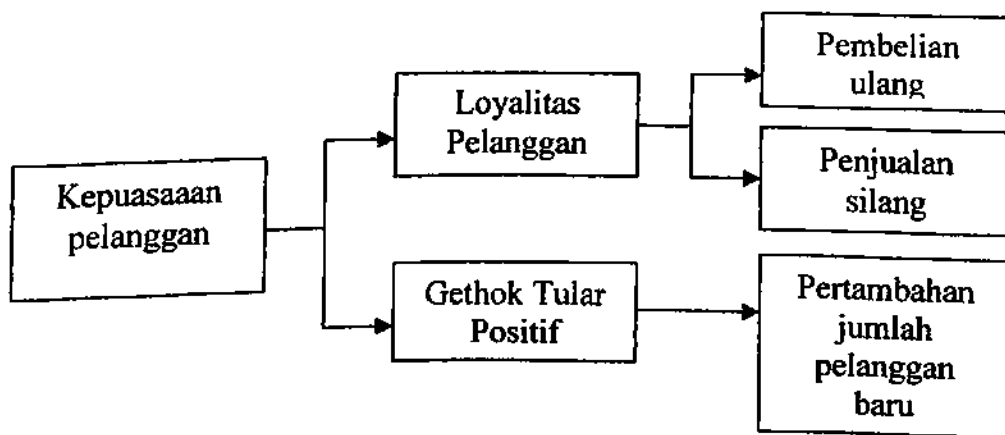 Kepuasaaan
pelanggan
Loyalitas
Pelanggan
Gethok Tular
Positif
Pembelian
ulang
Penjualan
silang
Pertambahan
jumlah
pelanggan
baru